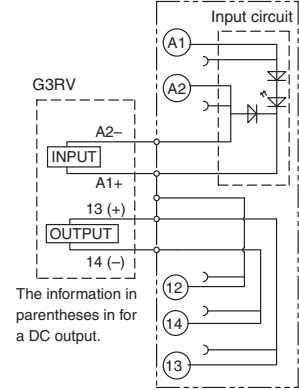 Input circuit
A1
G3RV
A2
A2–
INPUT
A1+
13 (+)
OUTPUT
14 (–)
12
14
13
The information in
parentheses in for
a DC output.